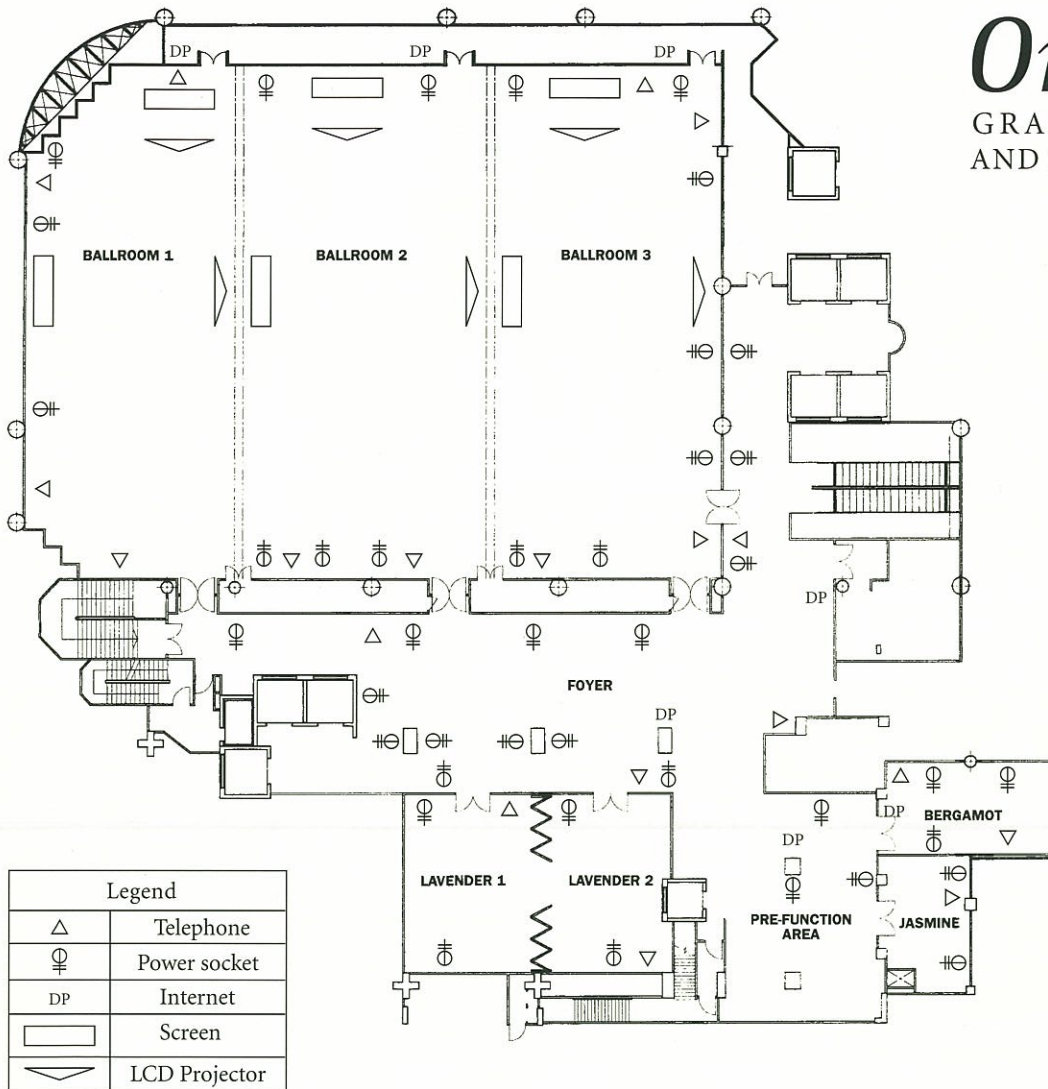 DP DP DP
GRA
AND
BALLROOM 1 BALLROOM 2 BALLROOM 3
DP
FOYER
DP
DP
BERGAMOT
DP
LAVENDER 1 LAVENDER 2
PRE-FUNCTION
AREA
JASMINE
Legend
Telephone
Power socket
DP Internet
Screen
LCD Projector